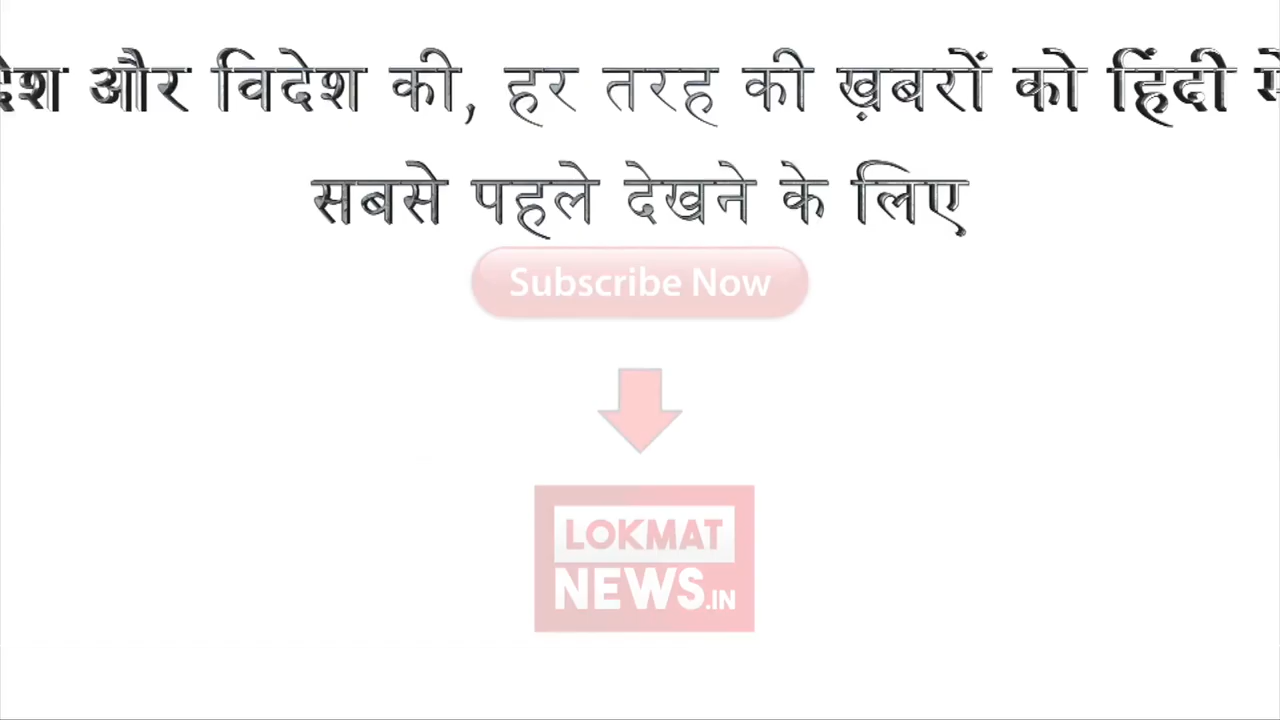 देश और विदेश की, हर तरह की ख़बरों को हिंदी में
सबसे पहले देखने के लिए
Subscribe Now
LOKMAT
NEWS.IN